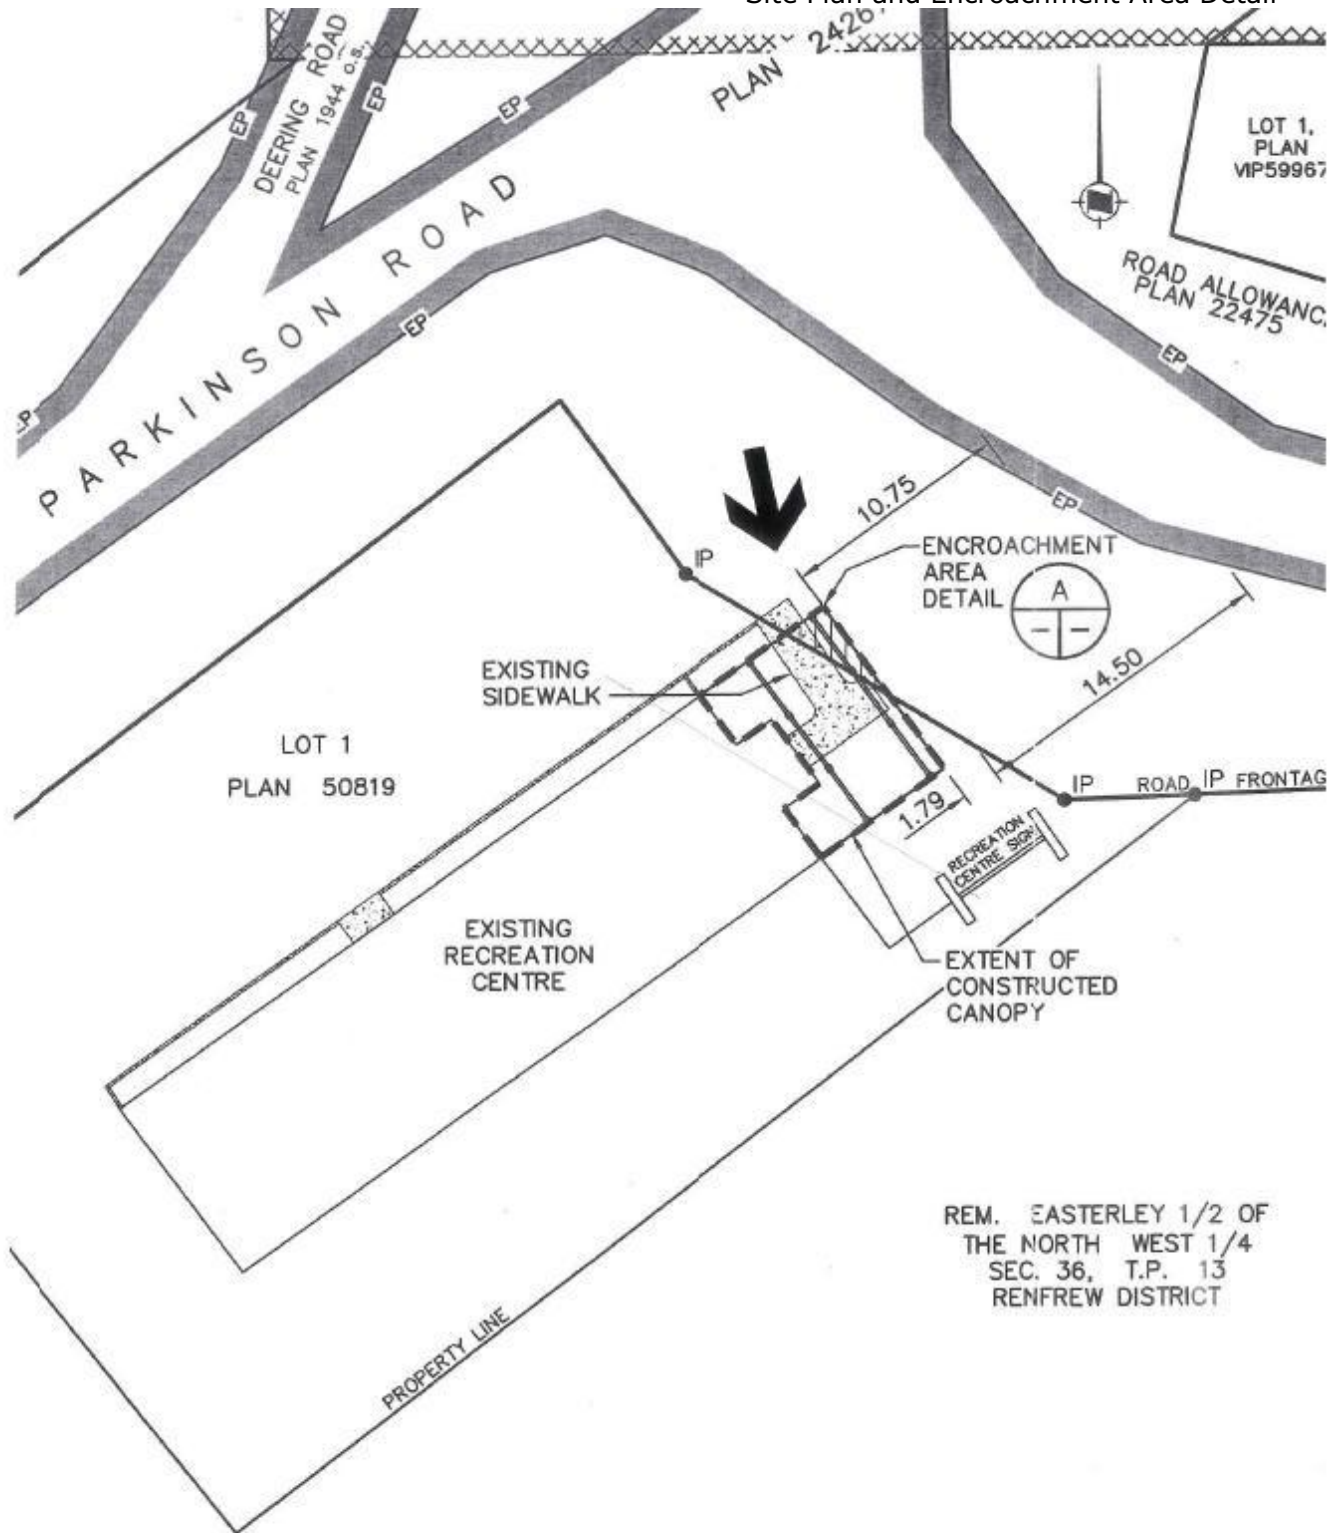 Site Plan and Encroachment Area Detail
DEERING ROAD
PLAN 1944 o.s.,
EP
EP
EP
PLAN 2426
LOT 1,
PLAN
VIP59967
ROAD ALLOWANC
PLAN 22475
EP
PARKINSON ROAD
EP
EP
EP
10.75
IP
ENCROACHMENT
AREA
DETAIL
A
- -
14.50
EXISTING
SIDEWALK
LOT 1
PLAN 50819
1.79
IP
ROAD
IP
FRONTAG
RECREATION
CENTRE SIGN
EXISTING
RECREATION
CENTRE
EXTENT OF
CONSTRUCTED
CANOPY
REM. EASTERLEY 1/2 OF
THE NORTH WEST 1/4
SEC. 36, T.P. 13
RENFREW DISTRICT
PROPERTY LINE